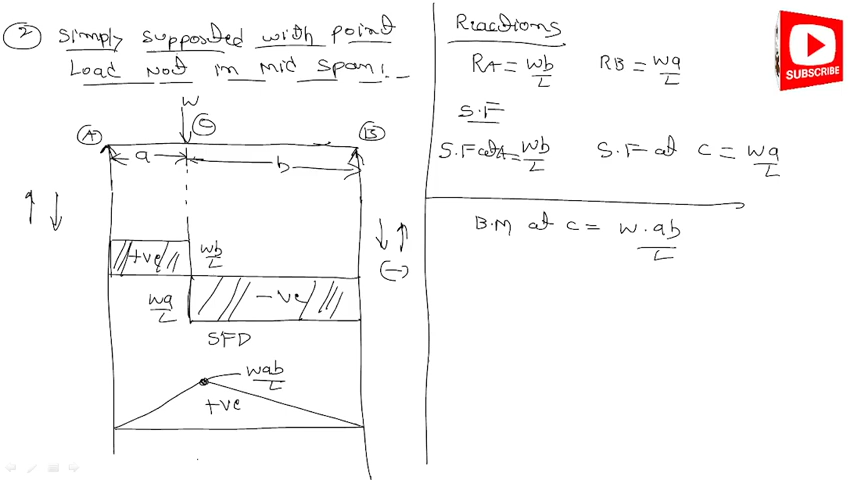 ② Simply supported with point
Load Not in Mid Span:
W
A
C
B
a
b
+ve
Wb/L
Wa/L
-ve
(-)
SFD
Wab/L
+ve
Reactions
RA = Wb/L RB = Wa/L
S.F
S.F at A = Wb/L S.F at C = Wa/L
B.M at C = W.ab/L
SUBSCRIBE